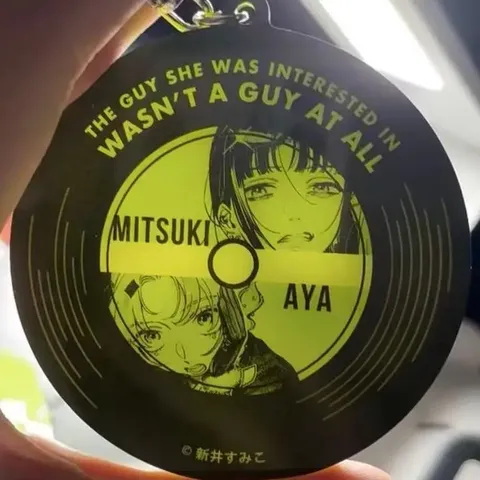 THE GUY SHE WAS INTERESTED IN
WASN'T A GUY AT ALL
MITSUKI
AYA
© 新井すみこ